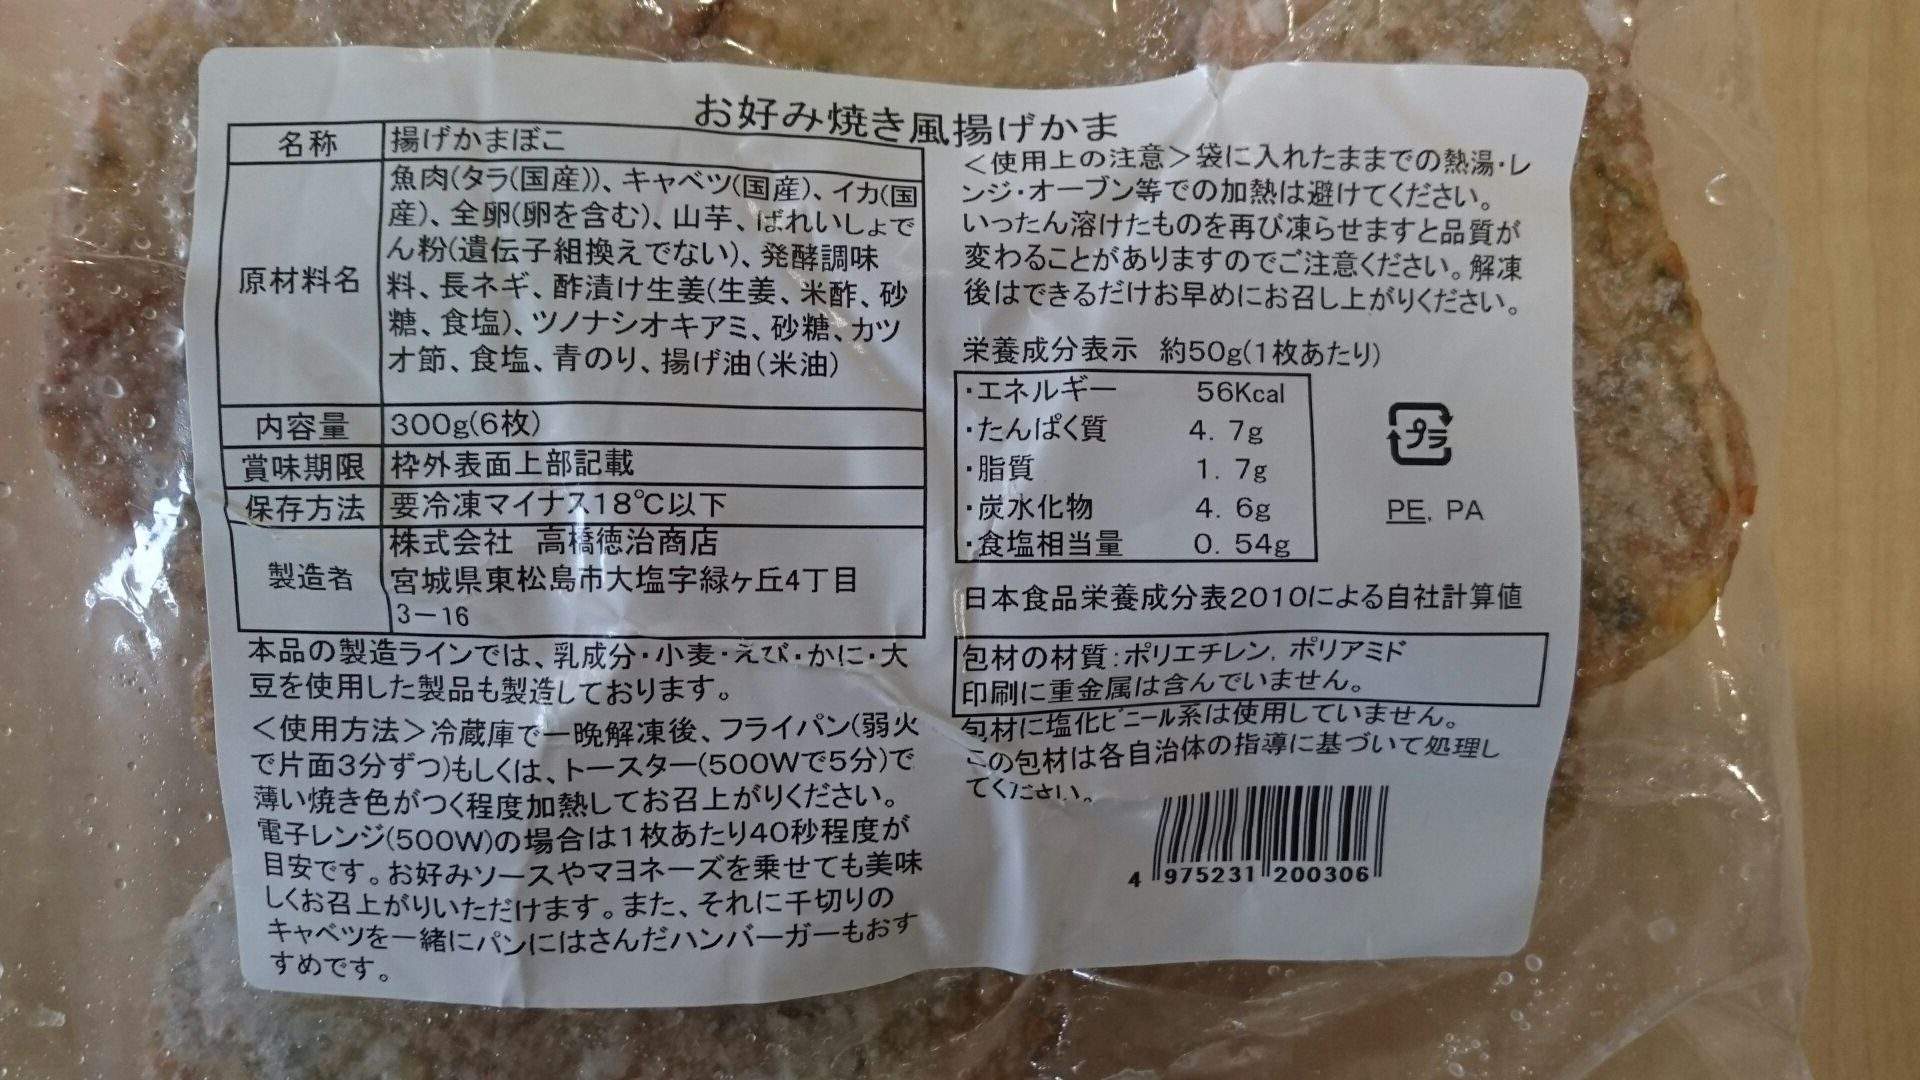 お好み焼き風揚げかま
名称 揚げかまぼこ
原材料名 魚肉(タラ(国産))、キャベツ(国産)、イカ(国
産)、全卵(卵を含む)、山芋、ばれいしょで
ん粉(遺伝子組換えでない)、発酵調味
料、長ネギ、酢漬け生姜(生姜、米酢、砂
糖、食塩)、ツノナシオキアミ、砂糖、カツ
オ節、食塩、青のり、揚げ油(米油)
内容量 300g(6枚)
賞味期限 枠外表面上部記載
保存方法 要冷凍マイナス18℃以下
製造者 株式会社 高橋徳治商店
宮城県東松島市大塩字緑ヶ丘4丁目
3-16
本品の製造ラインでは、乳成分・小麦・えび・かに・大
豆を使用した製品も製造しております。
<使用方法>冷蔵庫で一晩解凍後、フライパン(弱火
で片面3分ずつ)もしくは、トースター(500Wで5分)で
薄い焼き色がつく程度加熱してお召上がりください。
電子レンジ(500W)の場合は1枚あたり40秒程度が
目安です。お好みソースやマヨネーズを乗せても美味
しくお召上がりいただけます。また、それに千切りの
キャベツを一緒にパンにはさんだハンバーガーもおす
すめです。
<使用上の注意>袋に入れたままでの熱湯・レ
ンジ・オーブン等での加熱は避けてください。
いったん溶けたものを再び凍らせますと品質が
変わることがありますのでご注意ください。解凍
後はできるだけお早めにお召し上がりください。
栄養成分表示 約50g(1枚あたり)
・エネルギー 56Kcal
・たんぱく質 4.7g
・脂質 1.7g
・炭水化物 4.6g
・食塩相当量 0.54g
プラ
PE, PA
日本食品栄養成分表2010による自社計算値
包材の材質:ポリエチレン, ポリアミド
印刷に重金属は含んでいません。
包材に塩化ビニール系は使用していません。
この包材は各自治体の指導に基づいて処理し
てください。
4 975231 200306